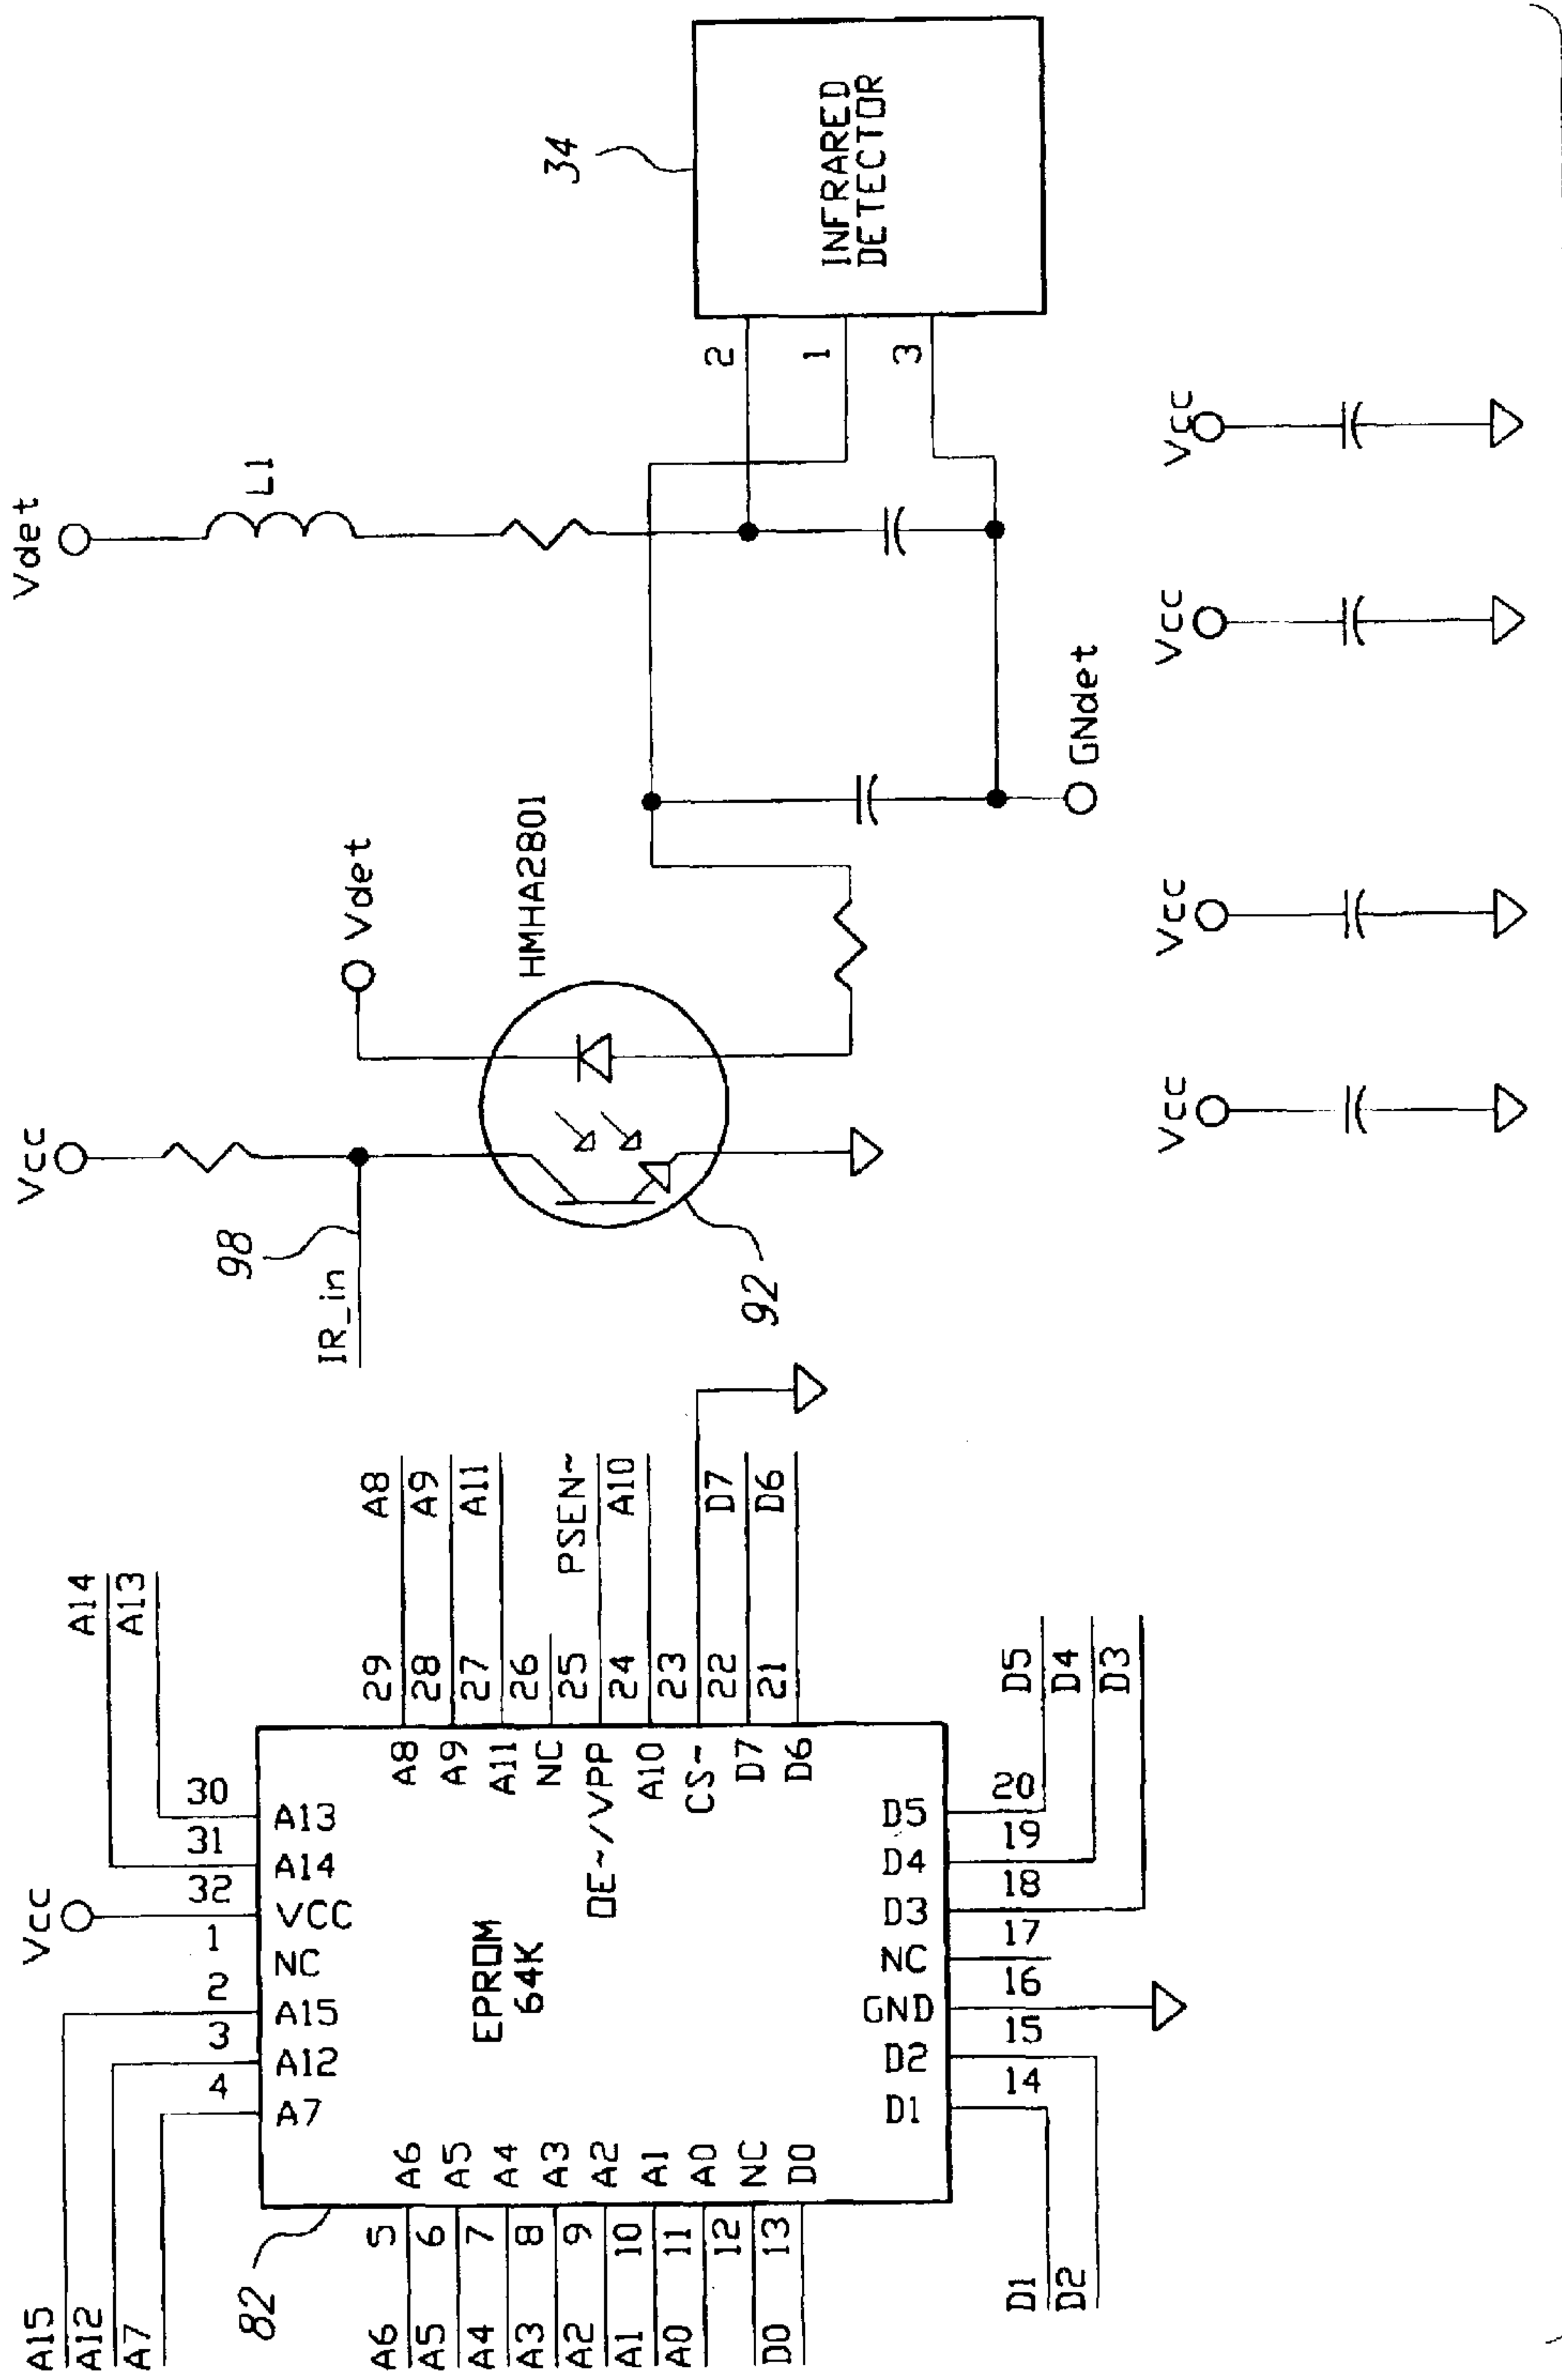 A15
A12
A7
Vcc
A14
A13
4
3
2
1
32
31
30
A7
A12
A15
NC
VCC
A14
A13
82
EPROM
64K
A6
A5
A4
A3
A2
A1
A0
D0
5
6
7
8
9
10
11
12
13
A6
A5
A4
A3
A2
A1
A0
NC
D0
A8
A9
A11
NC
OE~/VPP
A10
CS~
D7
D6
29
28
27
26
25
24
23
22
21
A8
A9
A11
PSEN~
A10
D7
D6
D1
D2
GND
NC
D3
D4
D5
14
15
16
17
18
19
20
D1
D2
D5
D4
D3
Vcc
98
IR_in
Vdet
HMHA2801
92
Vdet
L1
34
INFRARED
DETECTOR
2
1
3
GNdet
Vcc
Vcc
Vcc
Vcc